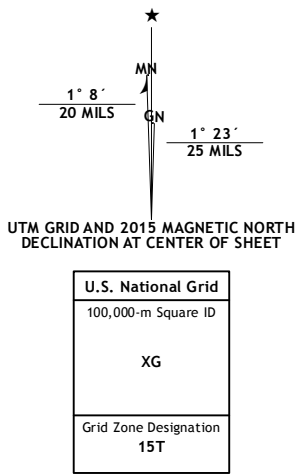 MN
1° 8´
20 MILS
GN
1° 23´
25 MILS
UTM GRID AND 2015 MAGNETIC NORTH
DECLINATION AT CENTER OF SHEET
U.S. National Grid
100,000-m Square ID
XG
Grid Zone Designation
15T